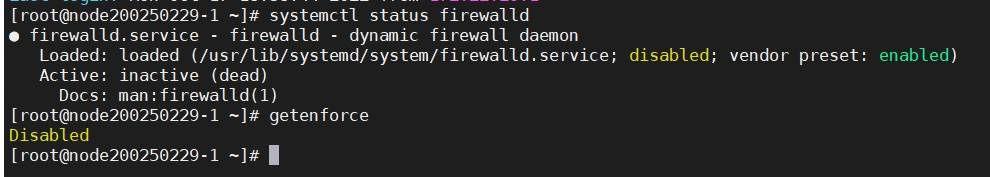 [root@node200250229-1 ~]# systemctl status firewalld
● firewalld.service - firewalld - dynamic firewall daemon
   Loaded: loaded (/usr/lib/systemd/system/firewalld.service; disabled; vendor preset: enabled)
   Active: inactive (dead)
     Docs: man:firewalld(1)
[root@node200250229-1 ~]# getenforce
Disabled
[root@node200250229-1 ~]#